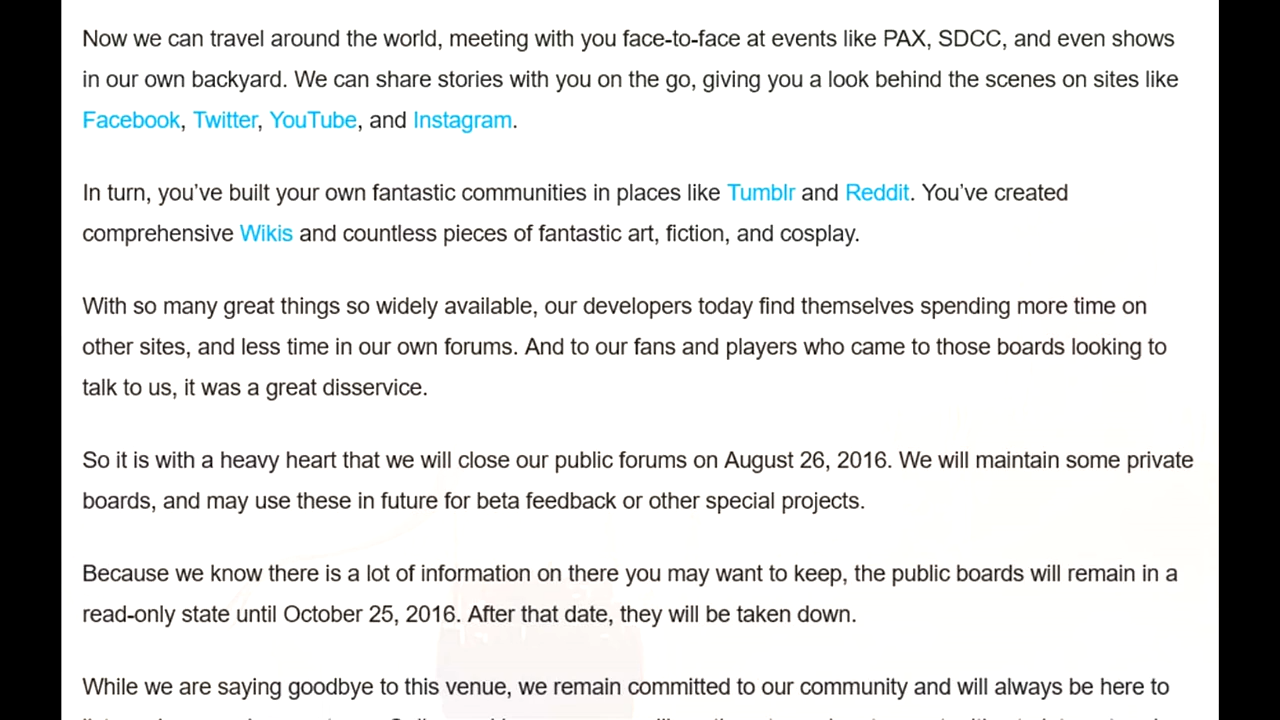 Now we can travel around the world, meeting with you face-to-face at events like PAX, SDCC, and even shows
in our own backyard. We can share stories with you on the go, giving you a look behind the scenes on sites like
Facebook, Twitter, YouTube, and Instagram.
In turn, you’ve built your own fantastic communities in places like Tumblr and Reddit. You’ve created
comprehensive Wikis and countless pieces of fantastic art, fiction, and cosplay.
With so many great things so widely available, our developers today find themselves spending more time on
other sites, and less time in our own forums. And to our fans and players who came to those boards looking to
talk to us, it was a great disservice.
So it is with a heavy heart that we will close our public forums on August 26, 2016. We will maintain some private
boards, and may use these in future for beta feedback or other special projects.
Because we know there is a lot of information on there you may want to keep, the public boards will remain in a
read-only state until October 25, 2016. After that date, they will be taken down.
While we are saying goodbye to this venue, we remain committed to our community and will always be here to